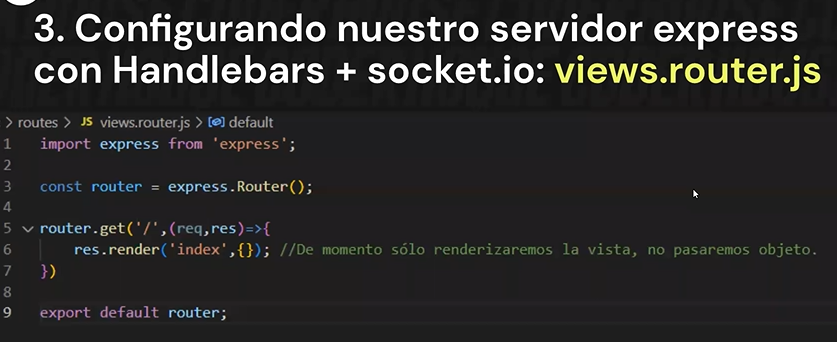 3. Configurando nuestro servidor express
con Handlebars + socket.io: views.router.js
> routes > JS views.router.js > default
1 import express from 'express';
2
3 const router = express.Router();
4
5 router.get('/',(req,res)=>{
6 res.render('index',{}); //De momento sólo renderizaremos la vista, no pasaremos objeto.
7 })
8
9 export default router;